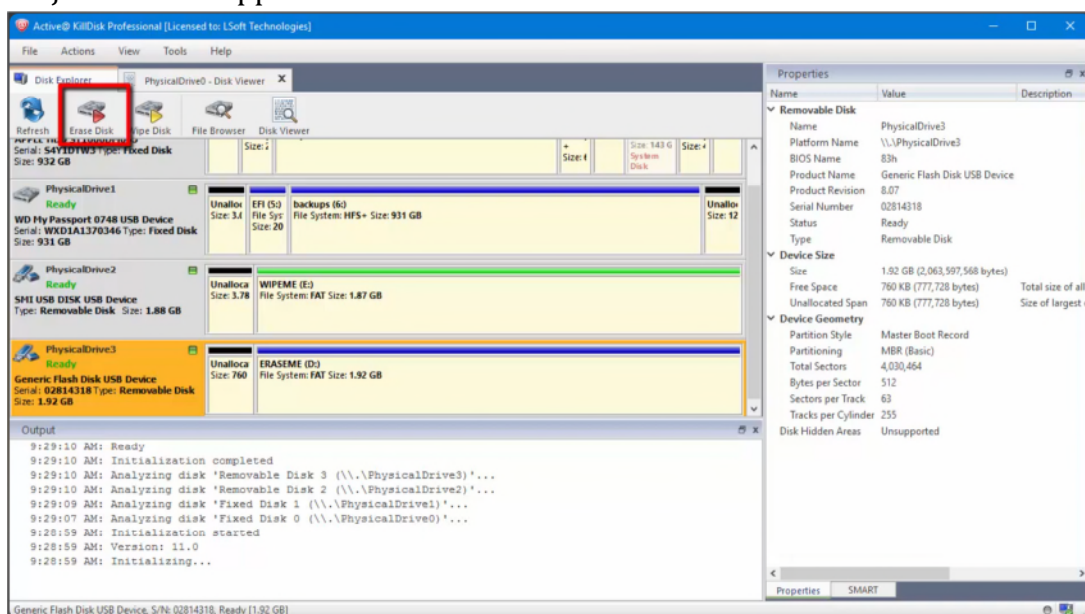 Active@ KillDisk Professional [Licensed to: LSoft Technologies]
File Actions View Tools Help
Disk Explorer PhysicalDrive0 - Disk Viewer X
Refresh Erase Disk Wipe Disk File Browser Disk Viewer
Serial: S4Y1DTW3 Type: Fixed Disk
Size: 932 GB
Size: 143 G
System
Disk
PhysicalDrive1
Ready
WD My Passport 0748 USB Device
Serial: WXD1A1370346 Type: Fixed Disk
Size: 931 GB
Unalloc
Size: 3.(
EFI (S:)
File Sys
Size: 20
backups (6:)
File System: HFS+ Size: 931 GB
Unalloc
Size: 12
PhysicalDrive2
Ready
SMI USB DISK USB Device
Type: Removable Disk Size: 1.88 GB
Unalloca
Size: 3.78
WIPEME (E:)
File System: FAT Size: 1.87 GB
PhysicalDrive3
Ready
Generic Flash Disk USB Device
Serial: 02814318 Type: Removable Disk
Size: 1.92 GB
Unalloca
Size: 760
ERASEME (D:)
File System: FAT Size: 1.92 GB
Output
9:29:10 AM: Ready
9:29:10 AM: Initialization completed
9:29:10 AM: Analyzing disk 'Removable Disk 3 (\\.\PhysicalDrive3)'...
9:29:10 AM: Analyzing disk 'Removable Disk 2 (\\.\PhysicalDrive2)'...
9:29:09 AM: Analyzing disk 'Fixed Disk 1 (\\.\PhysicalDrive1)'...
9:29:07 AM: Analyzing disk 'Fixed Disk 0 (\\.\PhysicalDrive0)'...
9:28:59 AM: Initialization started
9:28:59 AM: Version: 11.0
9:28:59 AM: Initializing...
Properties
Name Value Description
Removable Disk
Name PhysicalDrive3
Platform Name \\.\PhysicalDrive3
BIOS Name 83h
Product Name Generic Flash Disk USB Device
Product Revision 8.07
Serial Number 02814318
Status Ready
Type Removable Disk
Device Size
Size 1.92 GB (2,063,597,568 bytes)
Free Space 760 KB (777,728 bytes) Total size of all
Unallocated Span 760 KB (777,728 bytes) Size of largest
Device Geometry
Partition Style Master Boot Record
Partitioning MBR (Basic)
Total Sectors 4,030,464
Bytes per Sector 512
Sectors per Track 63
Tracks per Cylinder 255
Disk Hidden Areas Unsupported
Properties SMART
Generic Flash Disk USB Device, S/N: 02814318, Ready [1.92 GB]